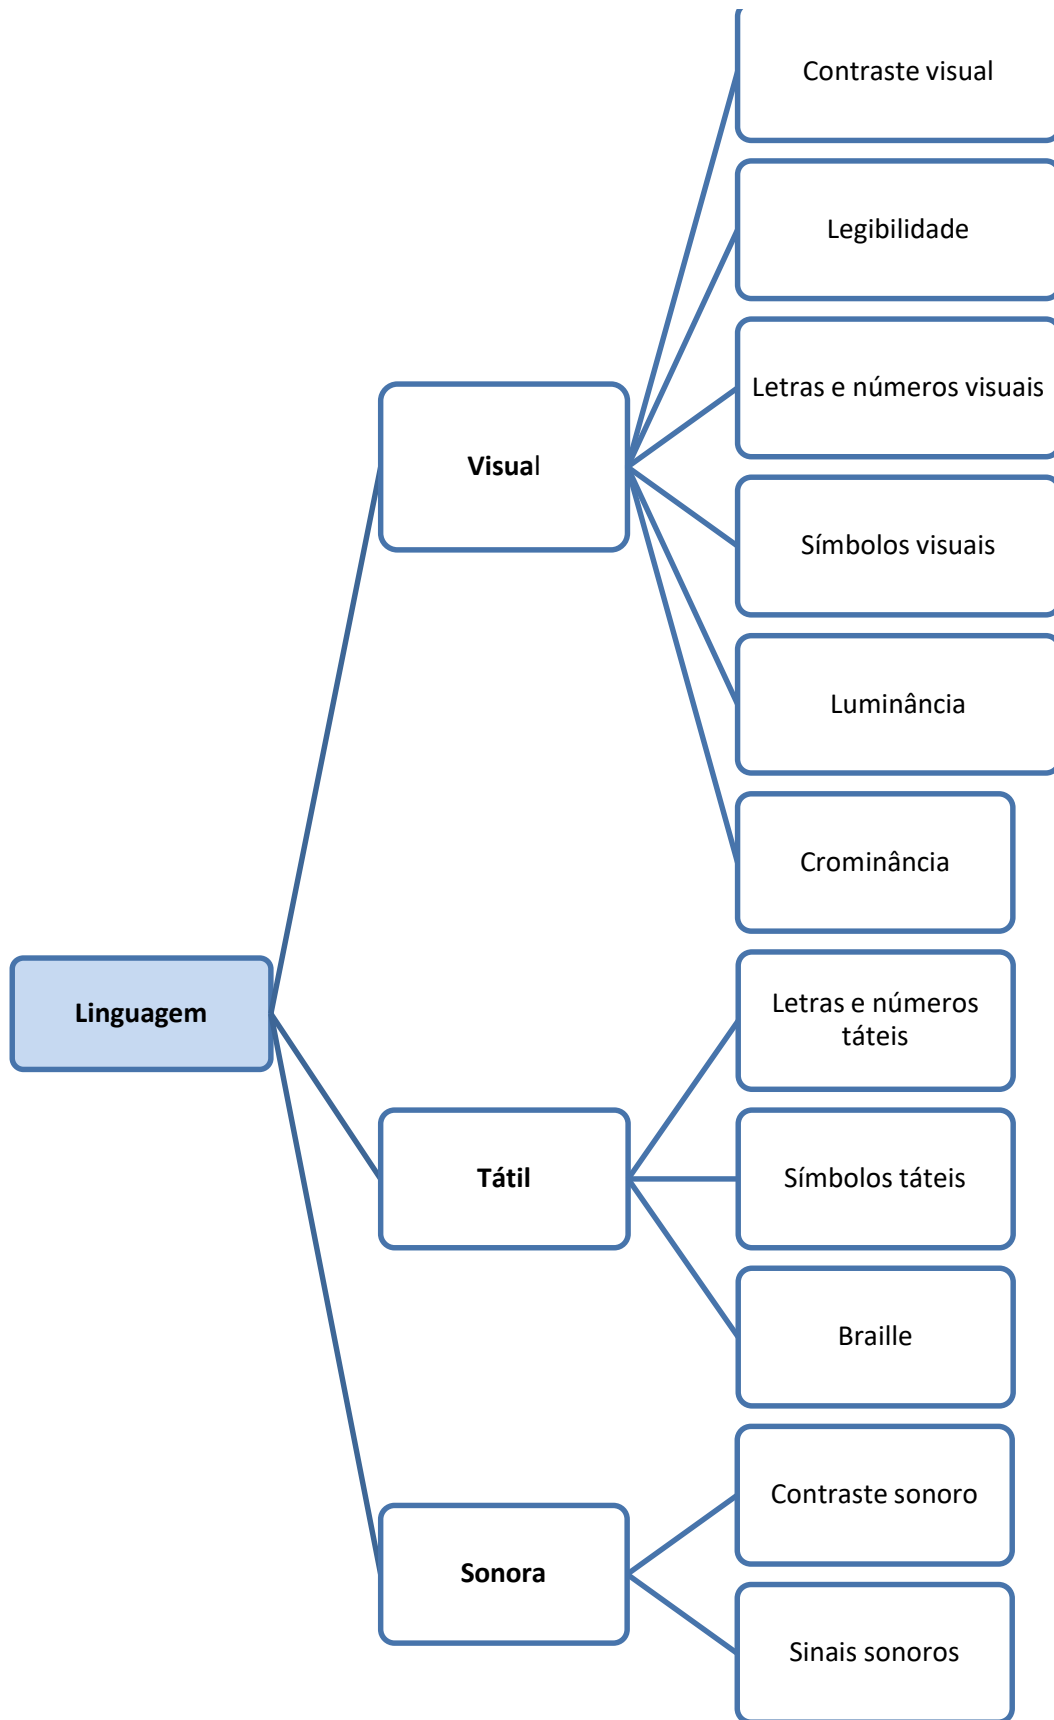 Contraste visual
Legibilidade
Letras e números visuais
Visual
Símbolos visuais
Luminância
Crominância
Linguagem
Letras e números
táteis
Tátil
Símbolos táteis
Braille
Contraste sonoro
Sonora
Sinais sonoros